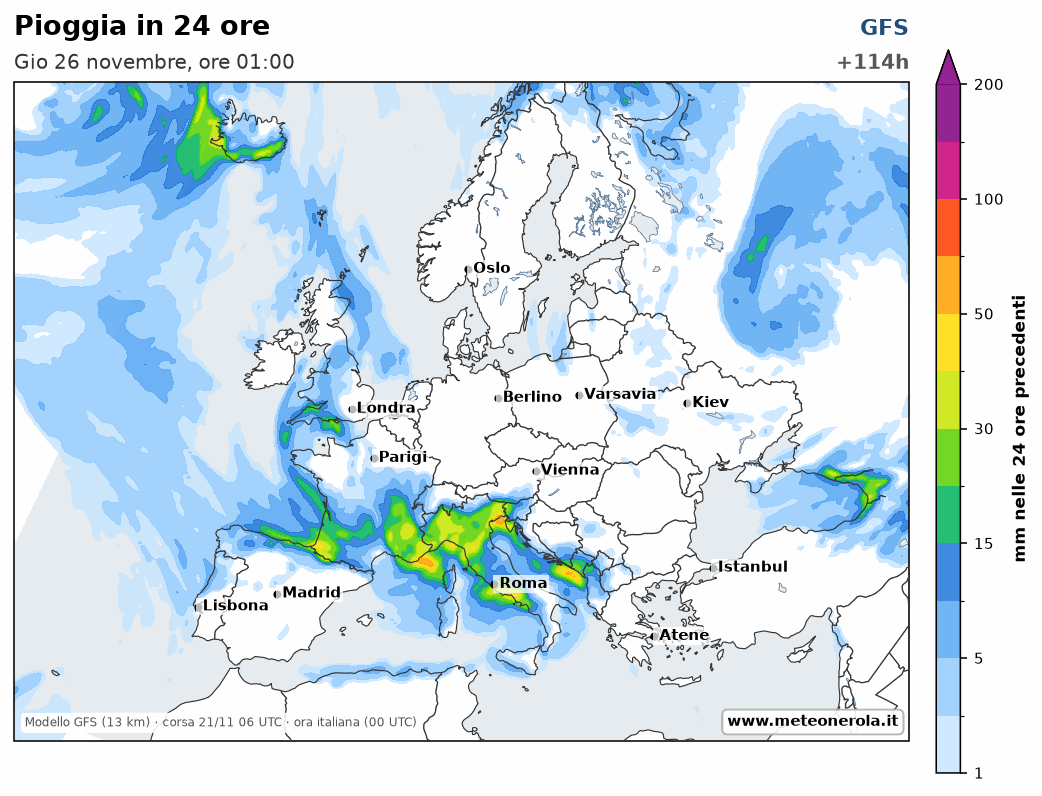 Pioggia in 24 ore
GFS
Gio 26 novembre, ore 01:00
+114h
Oslo
Londra
Berlino
Varsavia
Kiev
Parigi
Vienna
Madrid
Lisbona
Roma
Istanbul
Atene
Modello GFS (13 km) · corsa 21/11 06 UTC · ora italiana (00 UTC)
www.meteonerola.it
200
100
50
30
15
5
1
mm nelle 24 ore precedenti